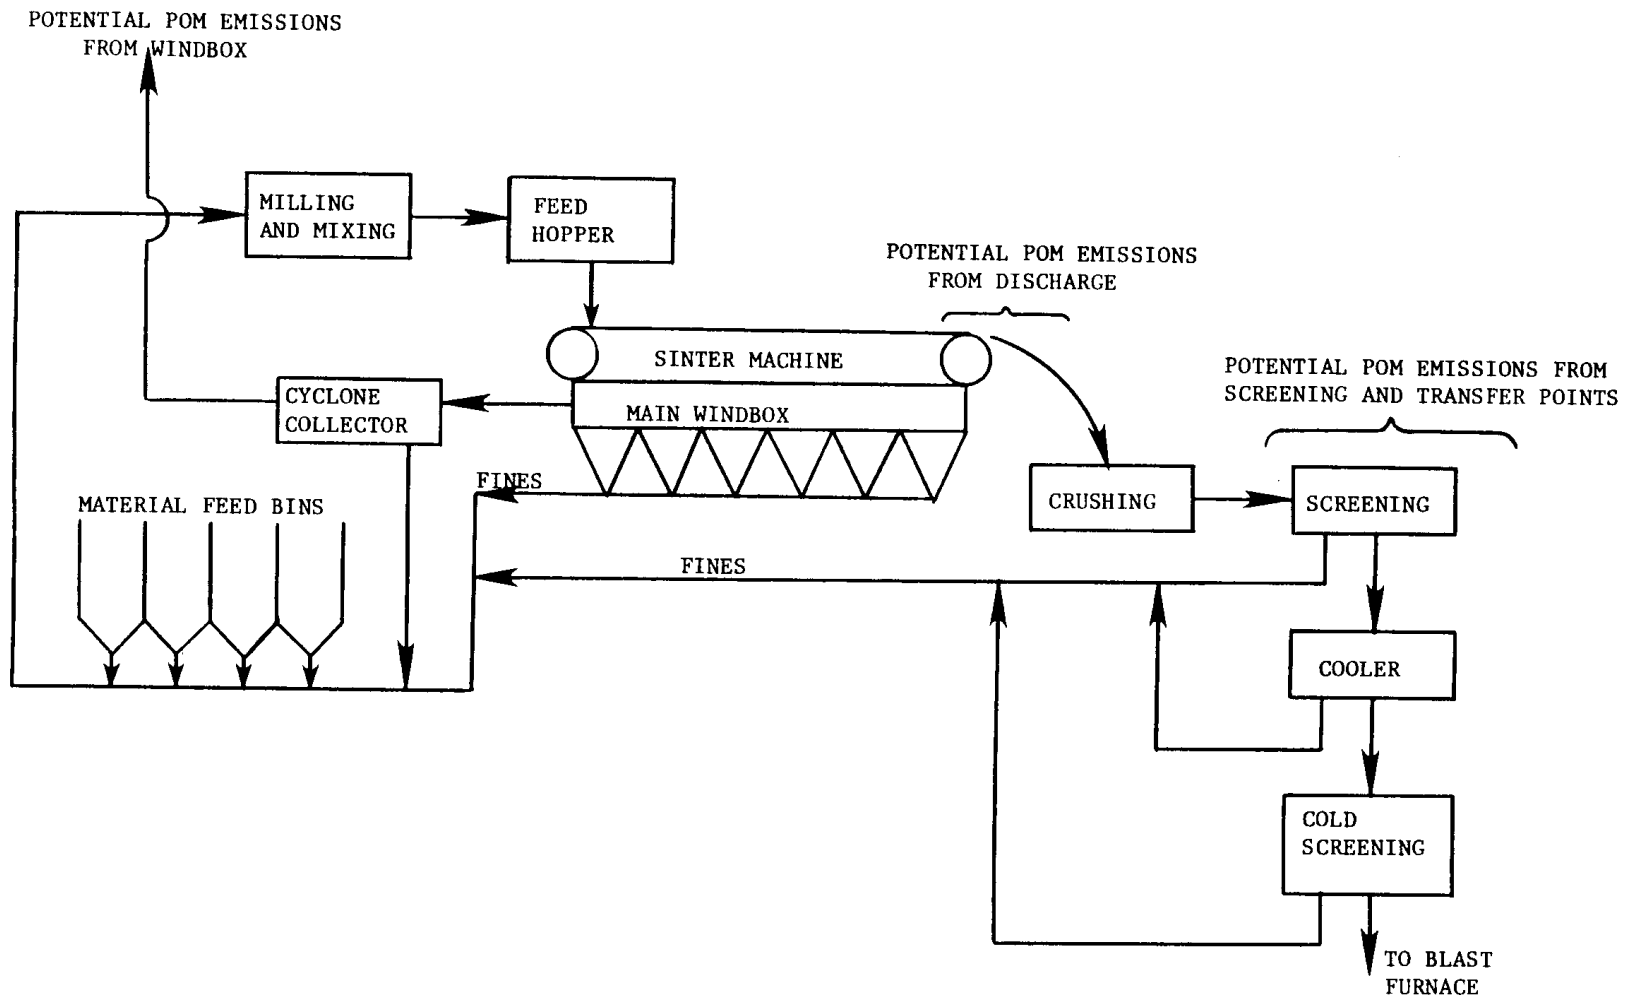 POTENTIAL POM EMISSIONS
FROM WINDBOX
MILLING
AND MIXING
FEED
HOPPER
POTENTIAL POM EMISSIONS
FROM DISCHARGE
SINTER MACHINE
POTENTIAL POM EMISSIONS FROM
SCREENING AND TRANSFER POINTS
CYCLONE
COLLECTOR
MAIN WINDBOX
FINES
MATERIAL FEED BINS
CRUSHING
SCREENING
FINES
COOLER
COLD
SCREENING
TO BLAST
FURNACE